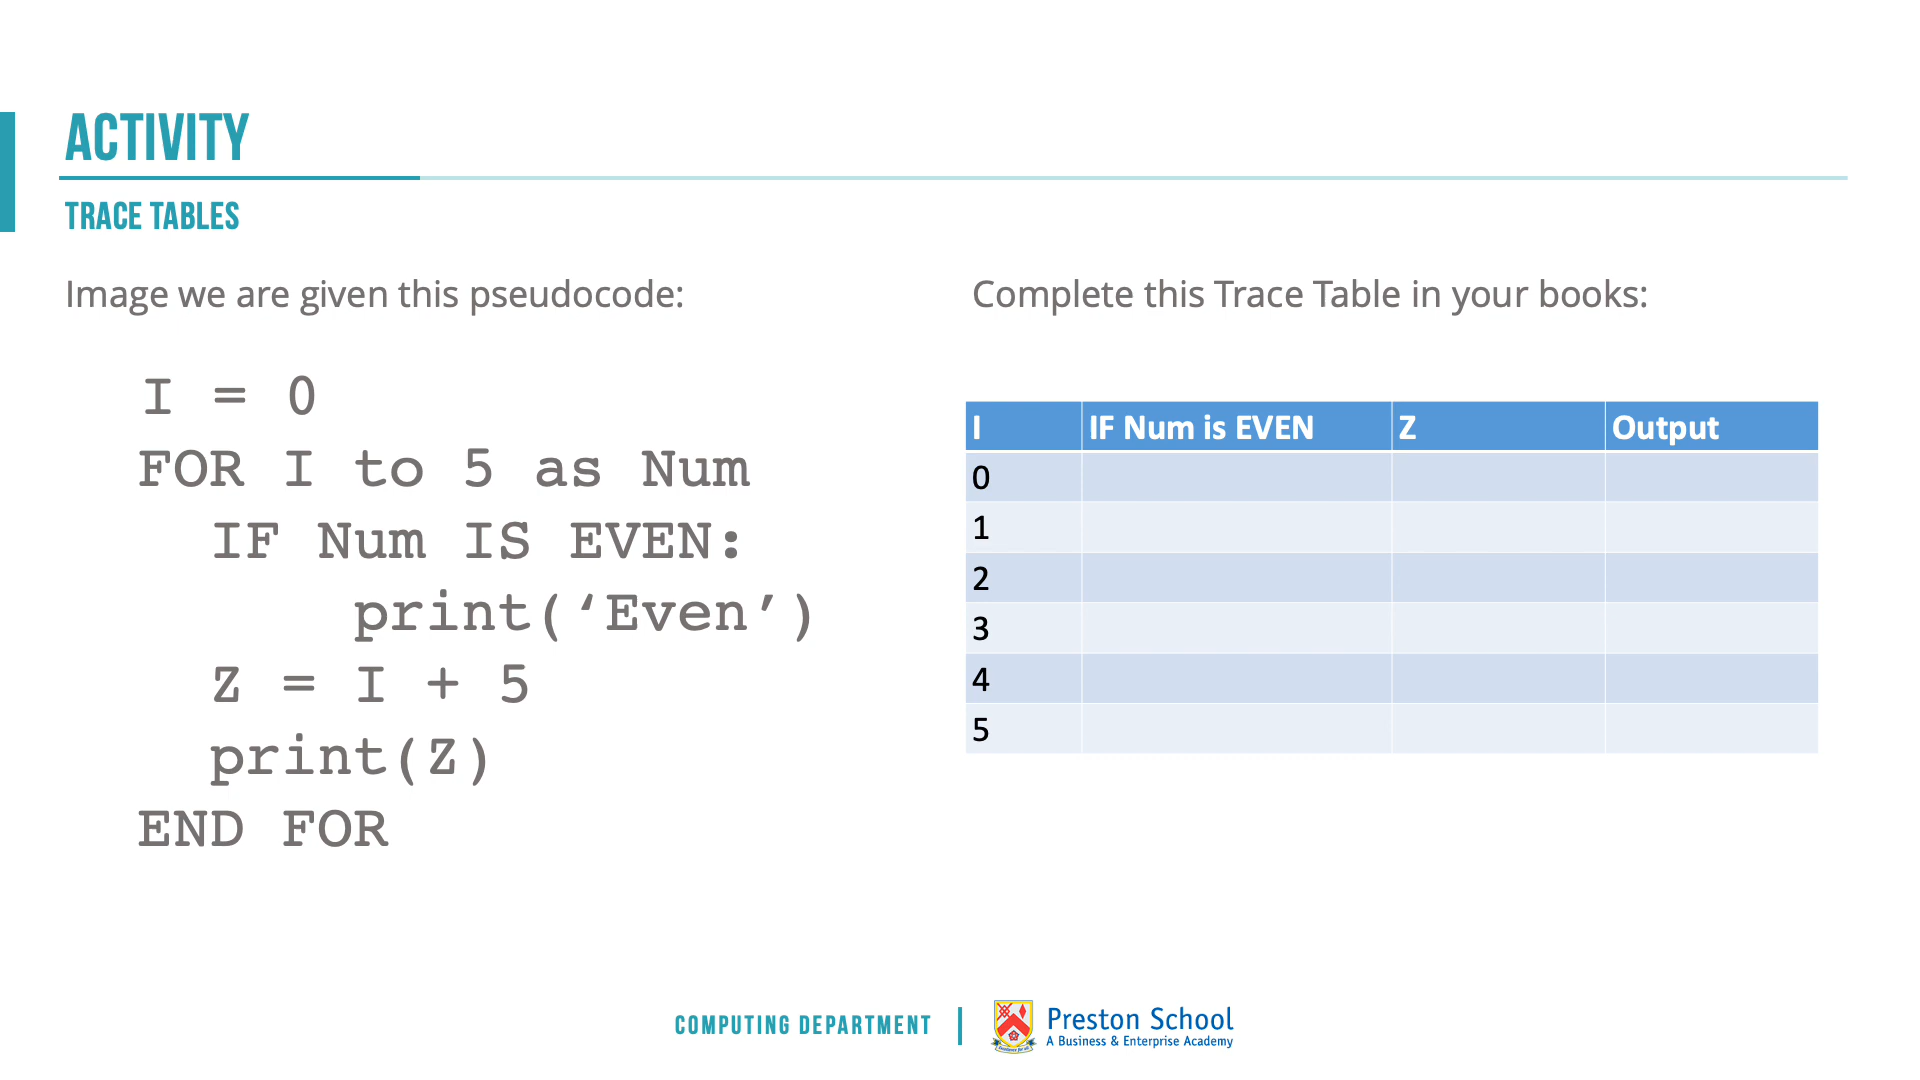 ACTIVITY
TRACE TABLES
Image we are given this pseudocode:
I = 0
FOR I to 5 as Num
IF Num IS EVEN:
print(‘Even’)
Z = I + 5
print(Z)
END FOR
Complete this Trace Table in your books:
I IF Num is EVEN Z Output
0
1
2
3
4
5
COMPUTING DEPARTMENT
Preston School
A Business & Enterprise Academy